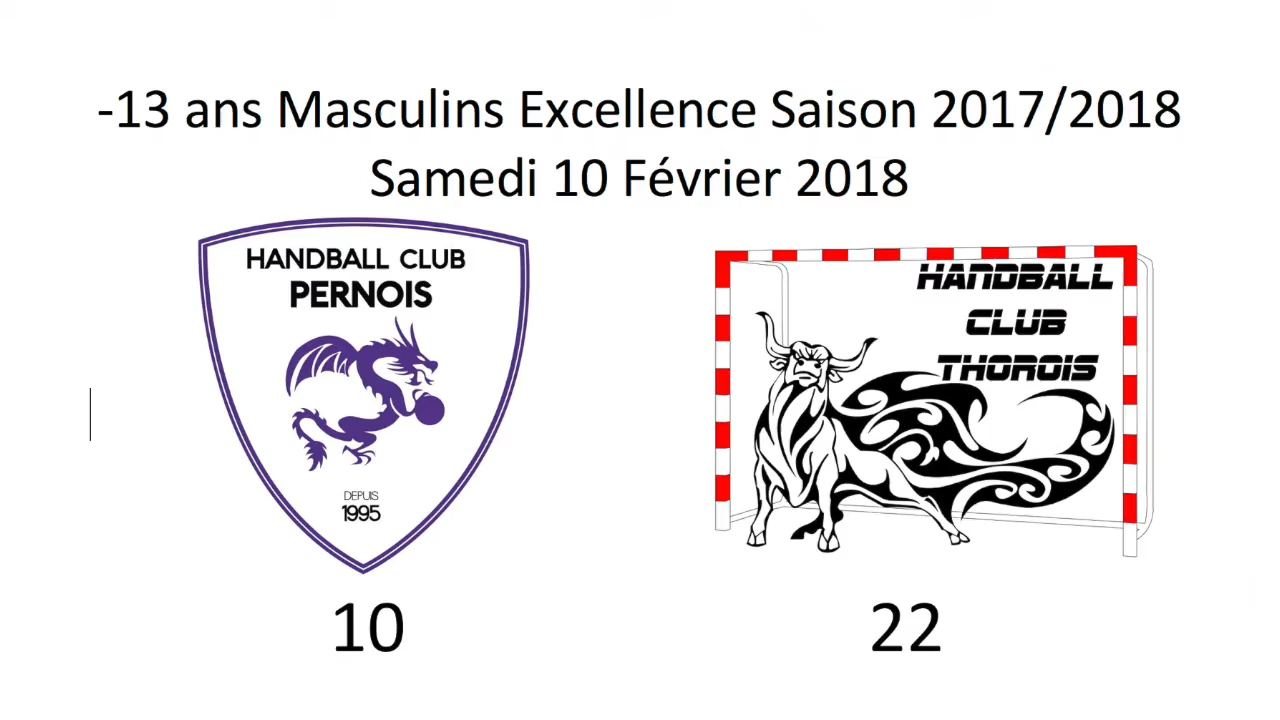 -13 ans Masculins Excellence Saison 2017/2018
Samedi 10 Février 2018
HANDBALL CLUB
PERNOIS
DEPUIS
1995
HANDBALL
CLUB
THOROIS
10
22